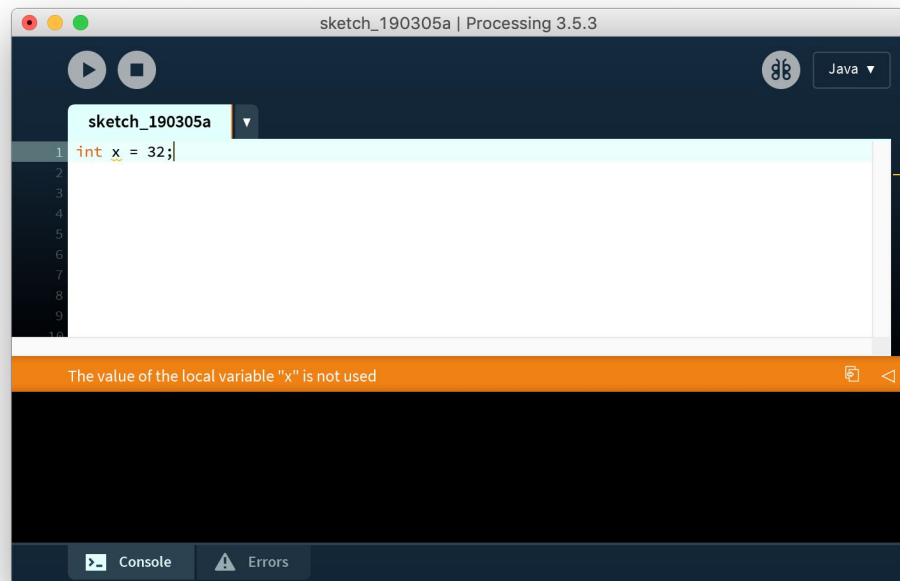 sketch_190305a | Processing 3.5.3
Java ▼
sketch_190305a ▼
1 int x = 32;
2
3
4
5
6
7
8
9
10
The value of the local variable "x" is not used
Console Errors